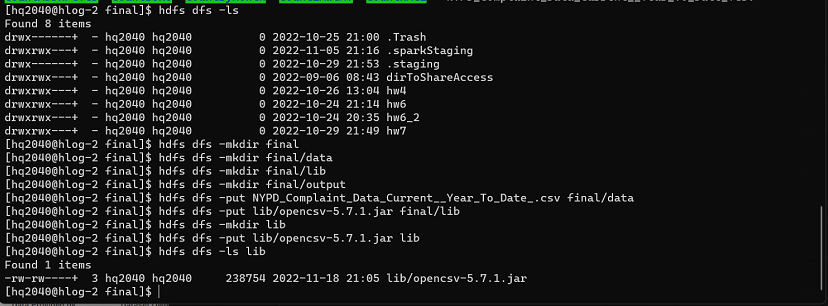 [hq2040@hlog-2 final]$ hdfs dfs -ls
Found 8 items
drwx------+  - hq2040 hq2040          0 2022-10-25 21:00 .Trash
drwxr-x---+  - hq2040 hq2040          0 2022-11-05 21:16 .sparkStaging
drwxrwx---+  - hq2040 hq2040          0 2022-10-29 21:53 .staging
drwxrwx---+  - hq2040 hq2040          0 2022-09-06 08:43 dirToShareAccess
drwxrwx---+  - hq2040 hq2040          0 2022-10-26 13:04 hw4
drwxrwx---+  - hq2040 hq2040          0 2022-10-24 21:14 hw6
drwxrwx---+  - hq2040 hq2040          0 2022-10-24 20:35 hw6_2
drwxrwx---+  - hq2040 hq2040          0 2022-10-29 21:49 hw7
[hq2040@hlog-2 final]$ hdfs dfs -mkdir final
[hq2040@hlog-2 final]$ hdfs dfs -mkdir final/data
[hq2040@hlog-2 final]$ hdfs dfs -mkdir final/lib
[hq2040@hlog-2 final]$ hdfs dfs -mkdir final/output
[hq2040@hlog-2 final]$ hdfs dfs -put NYPD_Complaint_Data_Current__Year_To_Date_.csv final/data
[hq2040@hlog-2 final]$ hdfs dfs -put lib/opencsv-5.7.1.jar final/lib
[hq2040@hlog-2 final]$ hdfs dfs -mkdir lib
[hq2040@hlog-2 final]$ hdfs dfs -put lib/opencsv-5.7.1.jar lib
[hq2040@hlog-2 final]$ hdfs dfs -ls lib
Found 1 items
-rw-rw----+  3 hq2040 hq2040     238754 2022-11-18 21:05 lib/opencsv-5.7.1.jar
[hq2040@hlog-2 final]$